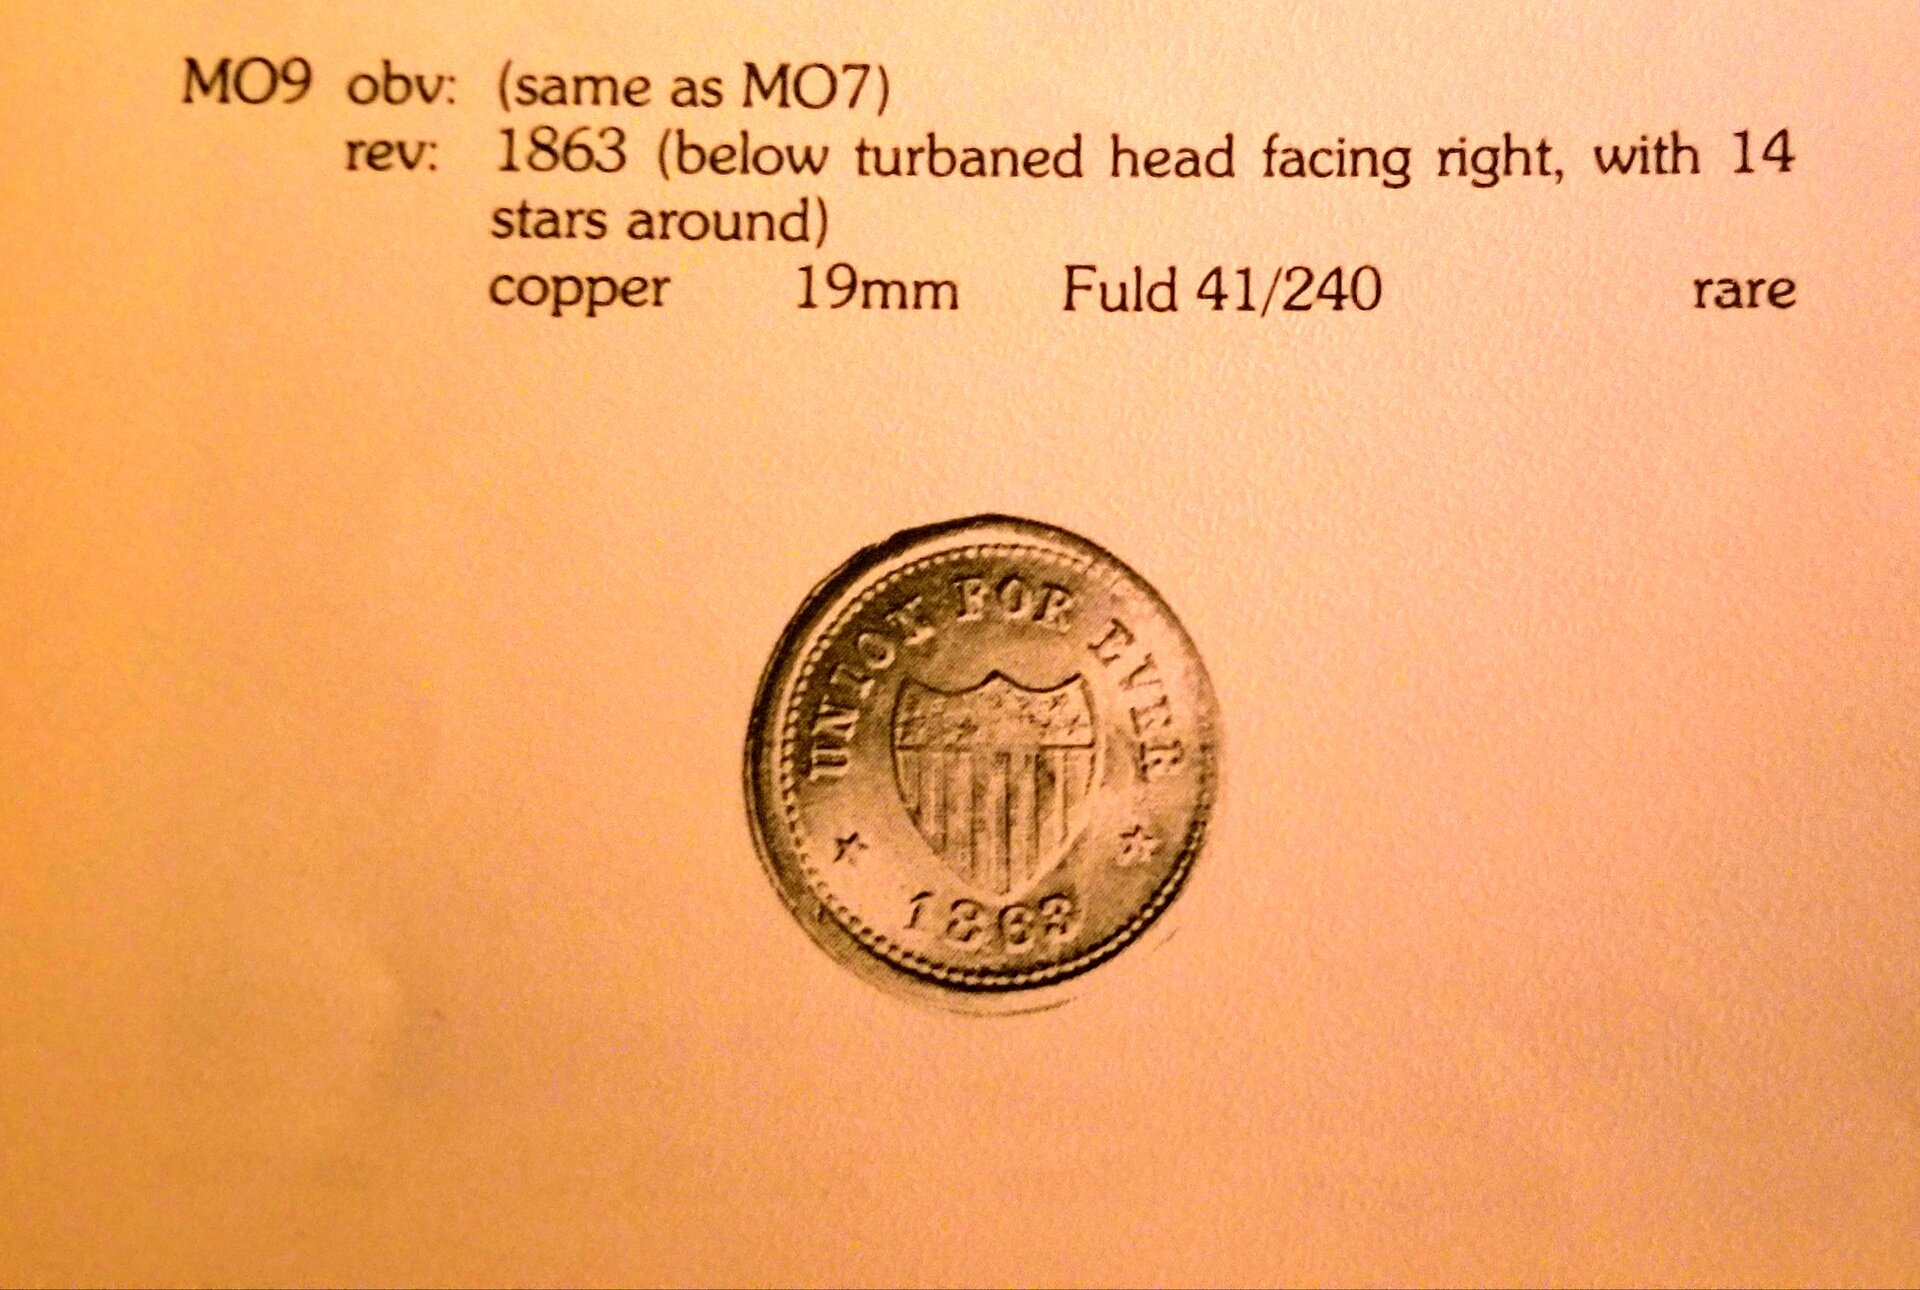 MO9 obv: (same as MO7)
rev: 1863 (below turbaned head facing right, with 14
stars around)
copper 19mm Fuld 41/240 rare
UNION FOR EVER
1863